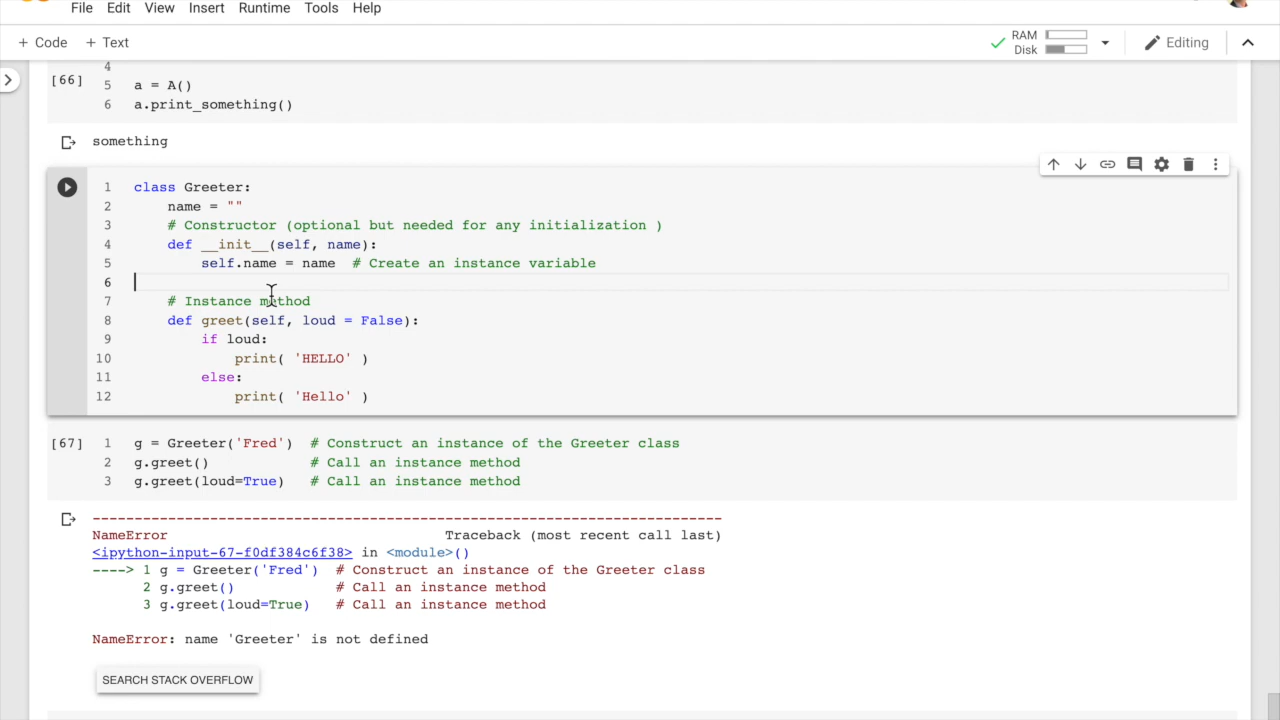 File Edit View Insert Runtime Tools Help
+ Code + Text
RAM
Disk
Editing
4
[66]
5 a = A()
6 a.print_something()
something
1 class Greeter:
2 name = ""
3 # Constructor (optional but needed for any initialization )
4 def __init__(self, name):
5 self.name = name # Create an instance variable
6
7 # Instance method
8 def greet(self, loud = False):
9 if loud:
10 print( 'HELLO' )
11 else:
12 print( 'Hello' )
[67] 1 g = Greeter('Fred') # Construct an instance of the Greeter class
2 g.greet() # Call an instance method
3 g.greet(loud=True) # Call an instance method
---------------------------------------------------------------------------
NameError Traceback (most recent call last)
<ipython-input-67-f0df384c6f38> in <module>()
----> 1 g = Greeter('Fred') # Construct an instance of the Greeter class
2 g.greet() # Call an instance method
3 g.greet(loud=True) # Call an instance method
NameError: name 'Greeter' is not defined
SEARCH STACK OVERFLOW